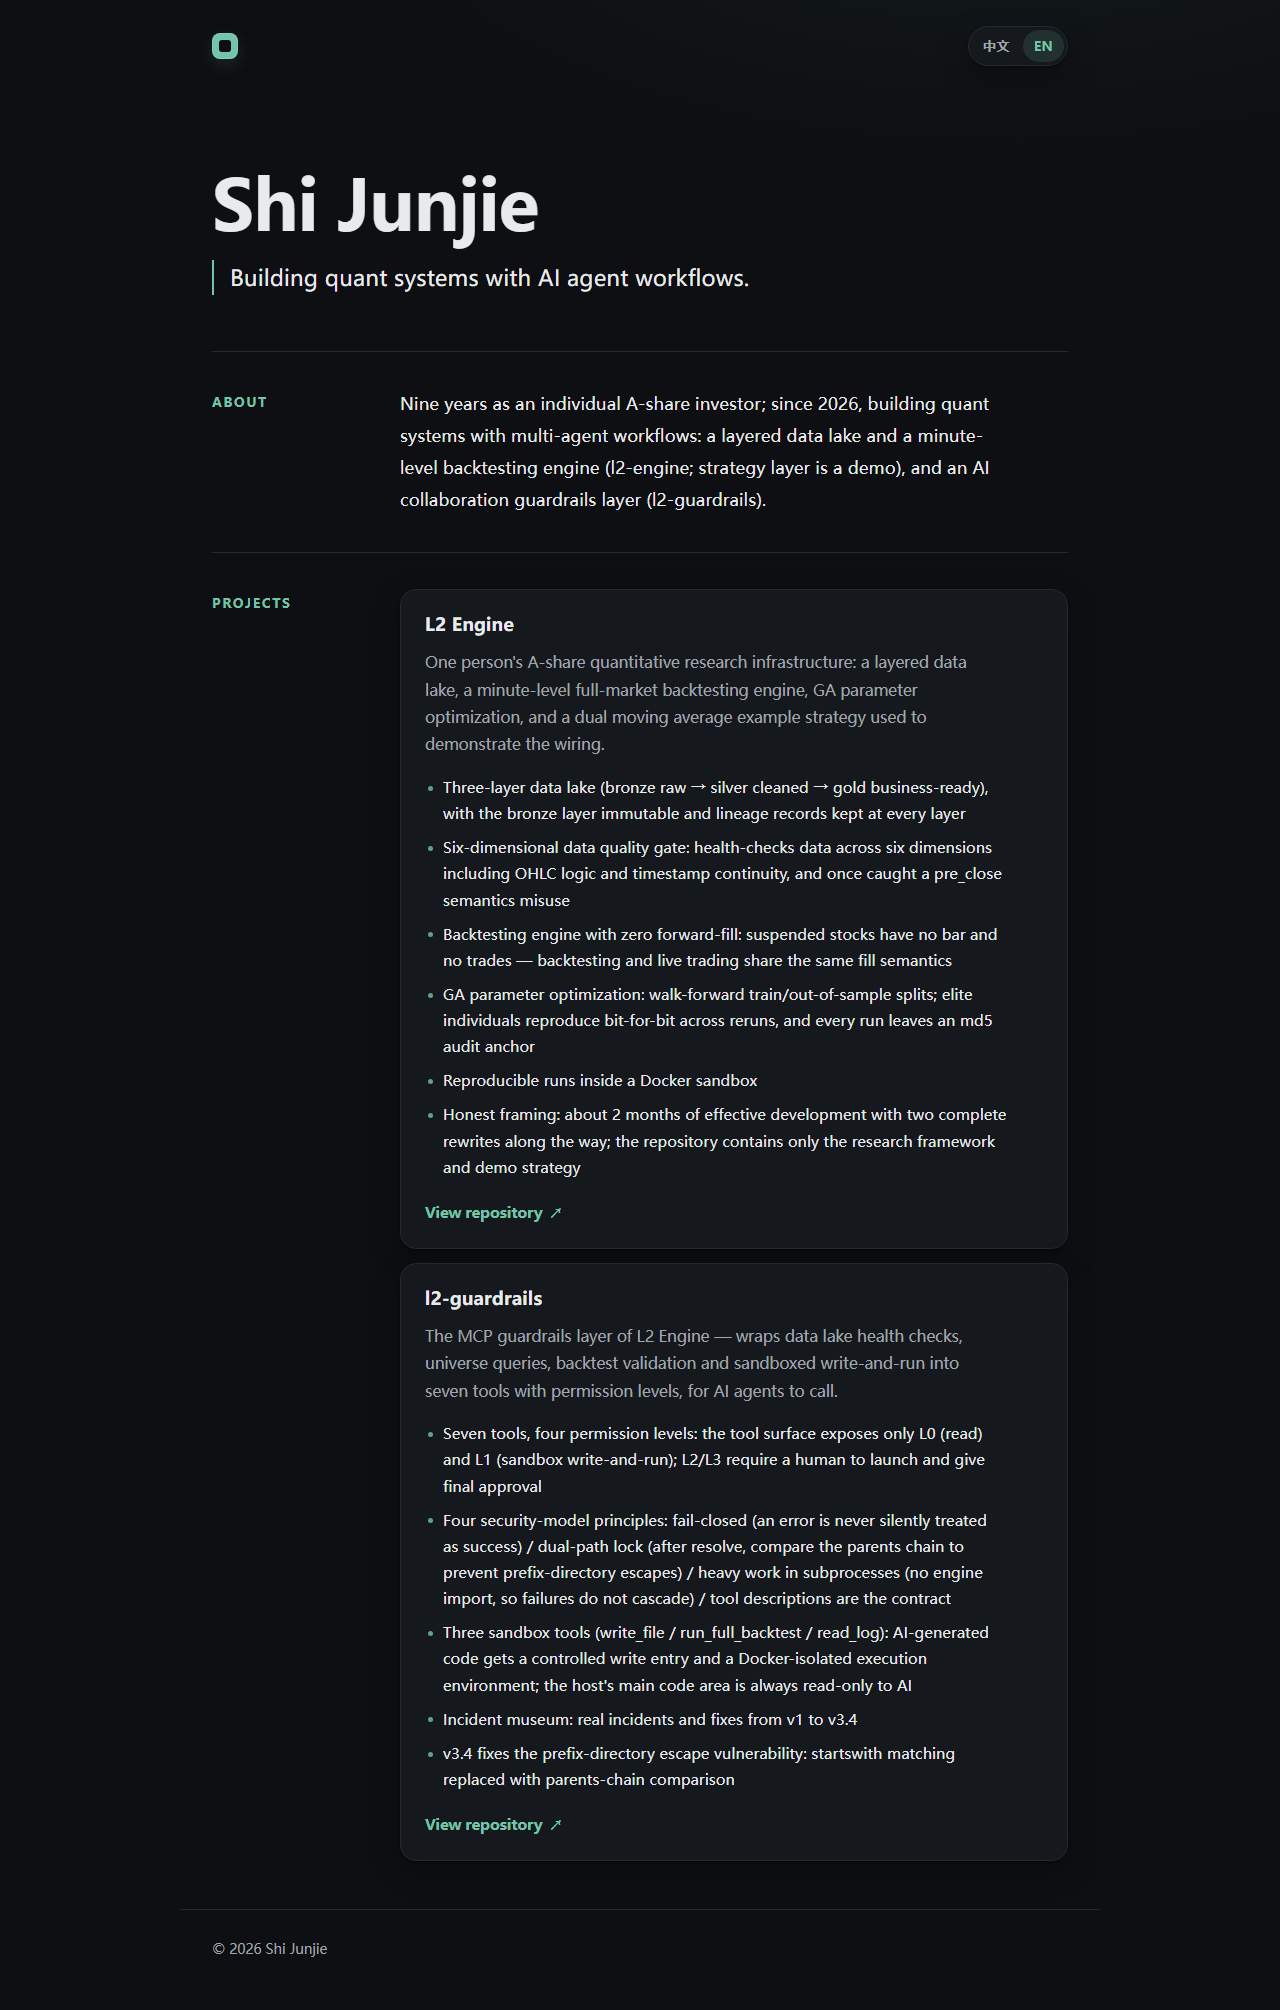 中文
EN
Shi Junjie
Building quant systems with AI agent workflows.
ABOUT
Nine years as an individual A-share investor; since 2026, building quant
systems with multi-agent workflows: a layered data lake and a minute-
level backtesting engine (l2-engine; strategy layer is a demo), and an AI
collaboration guardrails layer (l2-guardrails).
PROJECTS
L2 Engine
One person's A-share quantitative research infrastructure: a layered data
lake, a minute-level full-market backtesting engine, GA parameter
optimization, and a dual moving average example strategy used to
demonstrate the wiring.
• Three-layer data lake (bronze raw → silver cleaned → gold business-ready),
with the bronze layer immutable and lineage records kept at every layer
• Six-dimensional data quality gate: health-checks data across six dimensions
including OHLC logic and timestamp continuity, and once caught a pre_close
semantics misuse
• Backtesting engine with zero forward-fill: suspended stocks have no bar and
no trades — backtesting and live trading share the same fill semantics
• GA parameter optimization: walk-forward train/out-of-sample splits; elite
individuals reproduce bit-for-bit across reruns, and every run leaves an md5
audit anchor
• Reproducible runs inside a Docker sandbox
• Honest framing: about 2 months of effective development with two complete
rewrites along the way; the repository contains only the research framework
and demo strategy
View repository ↗
l2-guardrails
The MCP guardrails layer of L2 Engine — wraps data lake health checks,
universe queries, backtest validation and sandboxed write-and-run into
seven tools with permission levels, for AI agents to call.
• Seven tools, four permission levels: the tool surface exposes only L0 (read)
and L1 (sandbox write-and-run); L2/L3 require a human to launch and give
final approval
• Four security-model principles: fail-closed (an error is never silently treated
as success) / dual-path lock (after resolve, compare the parents chain to
prevent prefix-directory escapes) / heavy work in subprocesses (no engine
import, so failures do not cascade) / tool descriptions are the contract
• Three sandbox tools (write_file / run_full_backtest / read_log): AI-generated
code gets a controlled write entry and a Docker-isolated execution
environment; the host's main code area is always read-only to AI
• Incident museum: real incidents and fixes from v1 to v3.4
• v3.4 fixes the prefix-directory escape vulnerability: startswith matching
replaced with parents-chain comparison
View repository ↗
© 2026 Shi Junjie